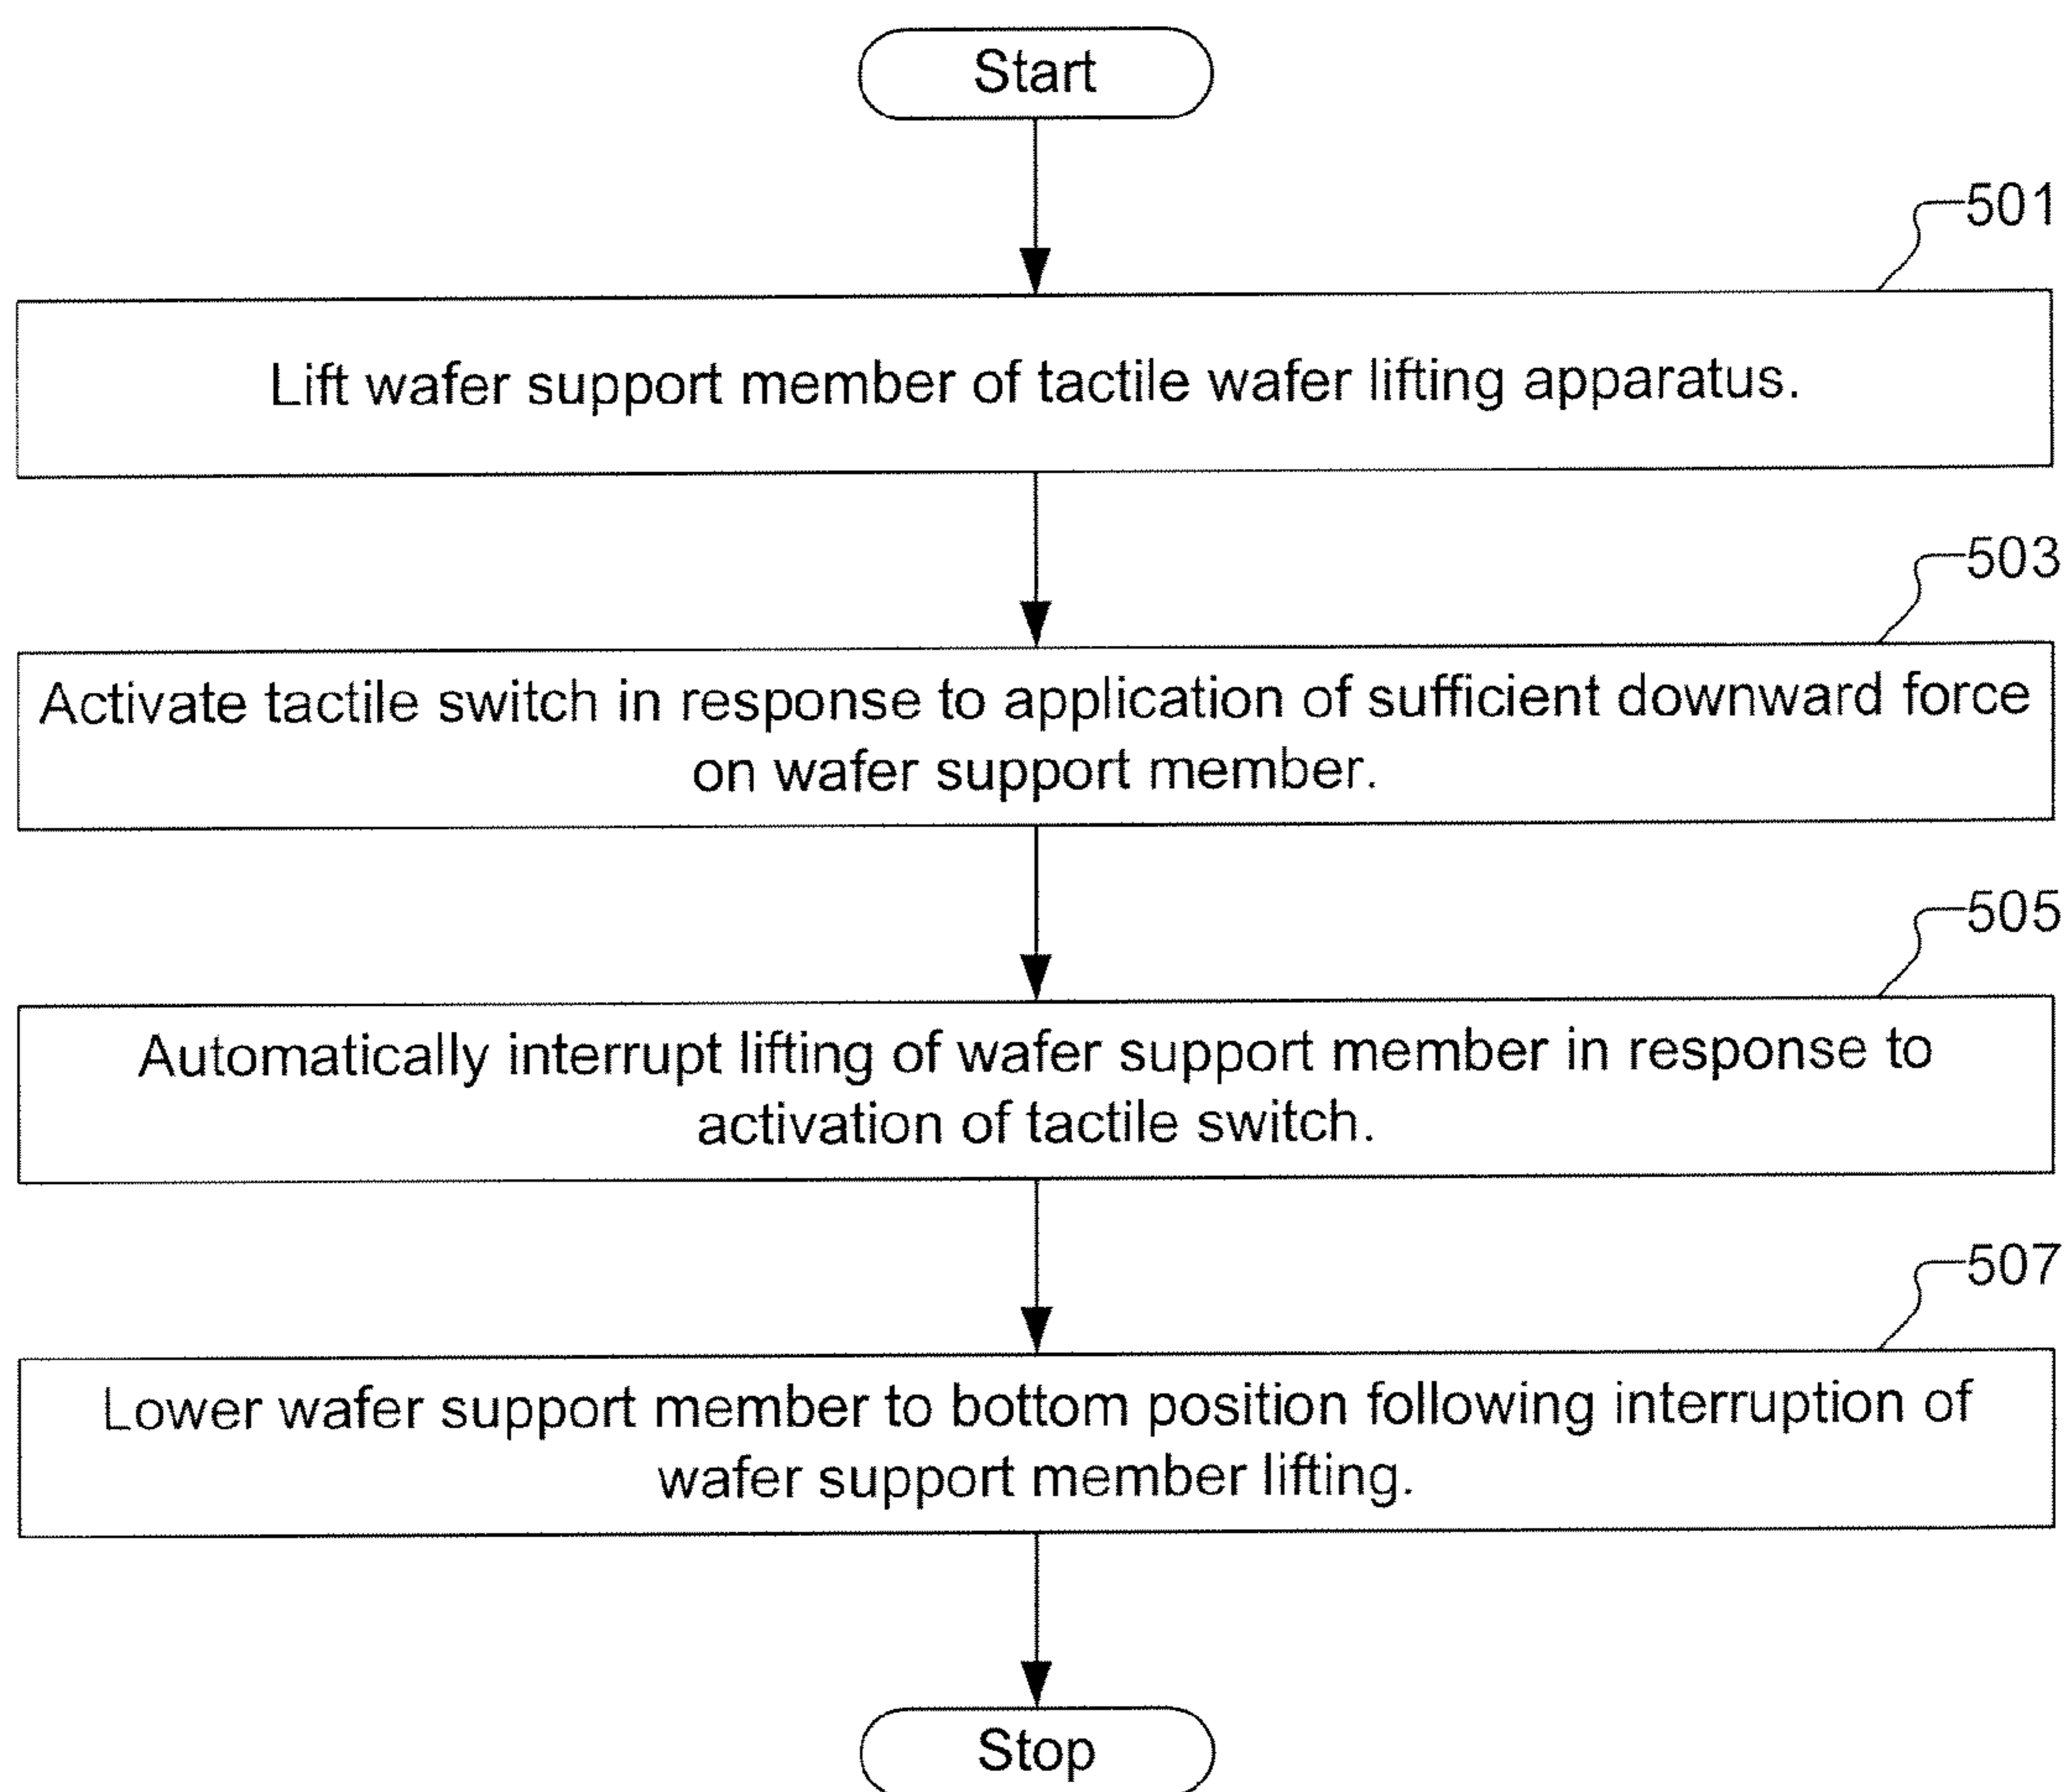 Start
501
Lift wafer support member of tactile wafer lifting apparatus.
503
Activate tactile switch in response to application of sufficient downward force
on wafer support member.
505
Automatically interrupt lifting of wafer support member in response to
activation of tactile switch.
507
Lower wafer support member to bottom position following interruption of
wafer support member lifting.
Stop